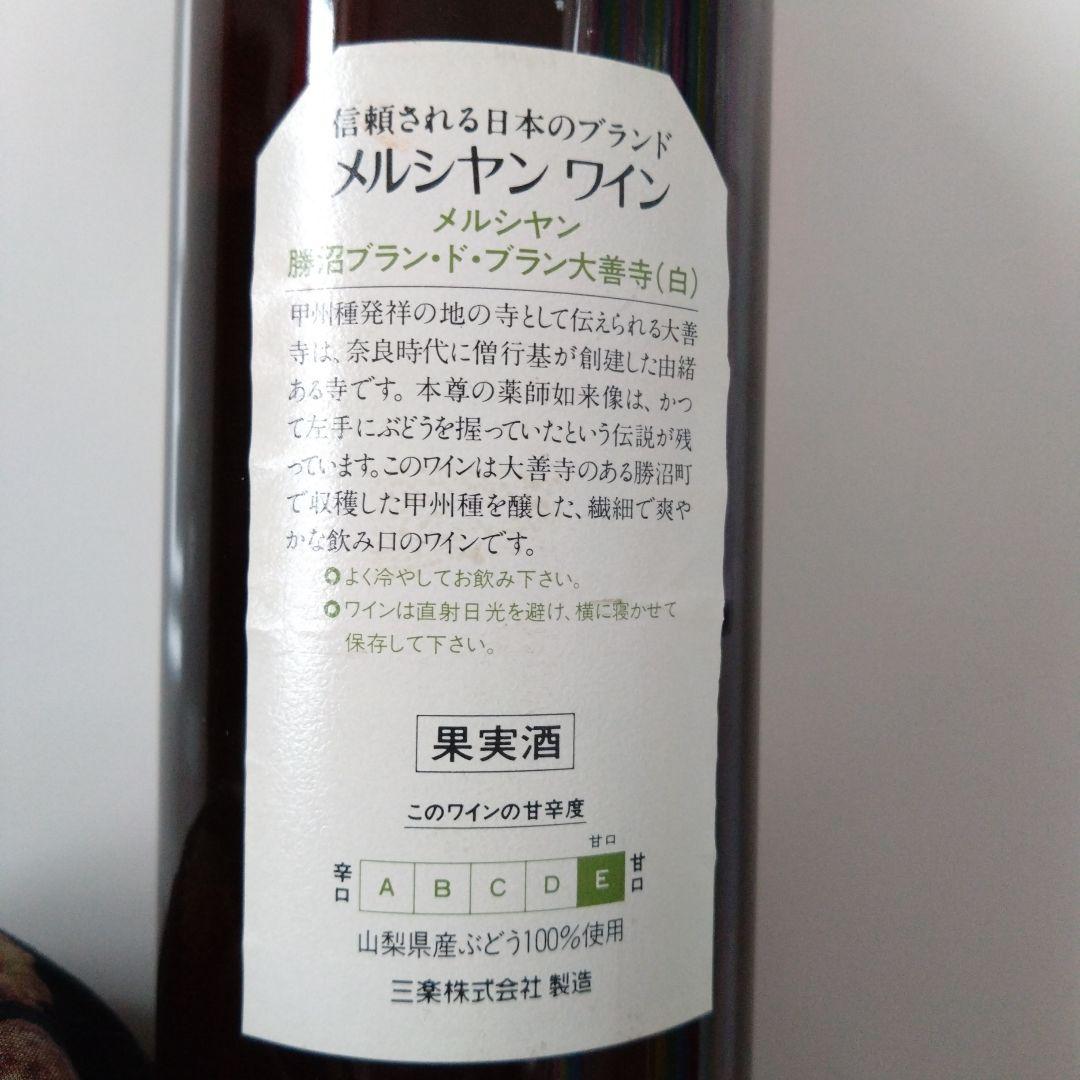 信頼される日本のブランド
メルシヤン ワイン
メルシヤン
勝沼ブラン・ド・ブラン大善寺(白)
甲州種発祥の地の寺として伝えられる大善
寺は、奈良時代に僧行基が創建した由緒
ある寺です。本尊の薬師如来像は、かつ
て左手にぶどうを握っていたという伝説が残
っています。このワインは大善寺のある勝沼町
で収穫した甲州種を醸した、繊細で爽や
かな飲み口のワインです。
よく冷やしてお飲み下さい。
ワインは直射日光を避け、横に寝かせて
保存して下さい。
果実酒
このワインの甘辛度
甘口
辛口 A B C D E 甘口
山梨県産ぶどう100%使用
三楽株式会社 製造